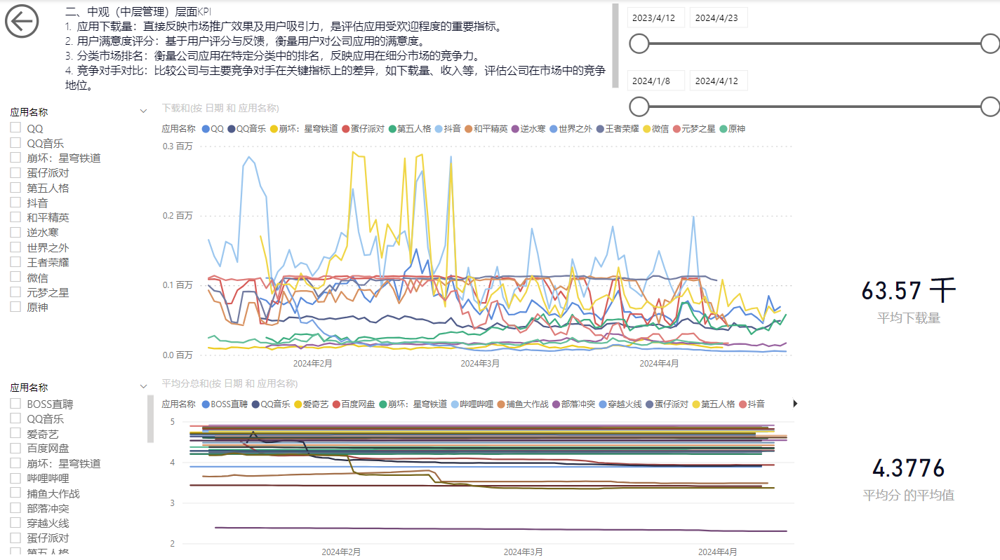 二、中观（中层管理）层面KPI
1. 应用下载量：直接反映市场推广效果及用户吸引力，是评估应用受欢迎程度的重要指标。
2. 用户满意度评分：基于用户评分与反馈，衡量用户对公司应用的满意度。
3. 分类市场排名：衡量公司应用在特定分类中的排名，反映应用在细分市场的竞争力。
4. 竞争对手对比：比较公司与主要竞争对手在关键指标上的差异，如下载量、收入等，评估公司在市场中的竞争
地位。
2023/4/12 2024/4/23
2024/1/8 2024/4/12
应用名称
QQ
QQ音乐
崩坏：星穹铁道
蛋仔派对
第五人格
抖音
和平精英
逆水寒
世界之外
王者荣耀
微信
元梦之星
原神
下载和(按 日期 和 应用名称)
应用名称 QQ QQ音乐 崩坏：星穹铁道 蛋仔派对 第五人格 抖音 和平精英 逆水寒 世界之外 王者荣耀 微信 元梦之星 原神
0.3 百万
0.2 百万
0.1 百万
0.0 百万
2024年2月 2024年3月 2024年4月
63.57 千
平均下载量
应用名称
BOSS直聘
QQ音乐
爱奇艺
百度网盘
崩坏：星穹铁道
哔哩哔哩
捕鱼大作战
部落冲突
穿越火线
蛋仔派对
第五人格
平均分总和(按 日期 和 应用名称)
应用名称 BOSS直聘 QQ音乐 爱奇艺 百度网盘 崩坏：星穹铁道 哔哩哔哩 捕鱼大作战 部落冲突 穿越火线 蛋仔派对 第五人格 抖音
5
4
3
2
2024年2月 2024年3月 2024年4月
4.3776
平均分 的平均值